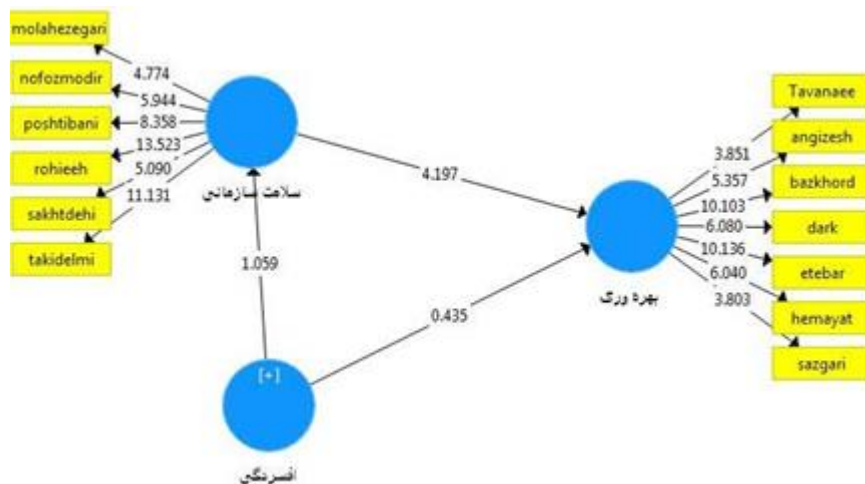 molahezegari
nofozmodir
poshtibani
rohieeh
sakhtdehi
takidelmi
4.774
5.944
8.358
13.523
5.090
11.131
سلامت سازمانی
4.197
1.059
0.435
[+]
افسردگی
بهره وری
3.851
5.357
10.103
6.080
10.136
6.040
3.803
Tavanaee
angizesh
bazkhord
dark
etebar
hemayat
sazgari